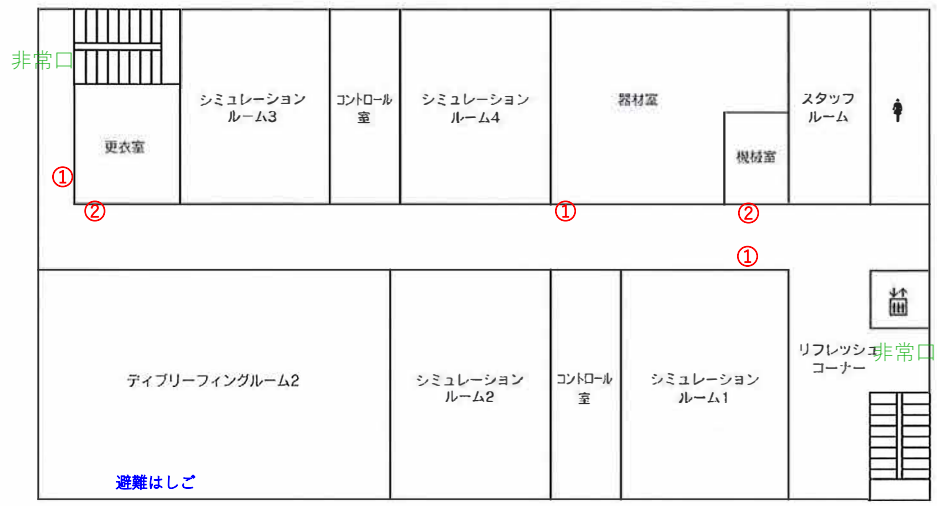 非常口
シミュレーション
ルーム3
コントロール
室
シミュレーション
ルーム4
器材室
スタッフ
ルーム
更衣室
機械室
①
②
①
②
①
ディブリーフィングルーム2
シミュレーション
ルーム2
コントロール
室
シミュレーション
ルーム1
リフレッシュ
コーナー
非常口
避難はしご